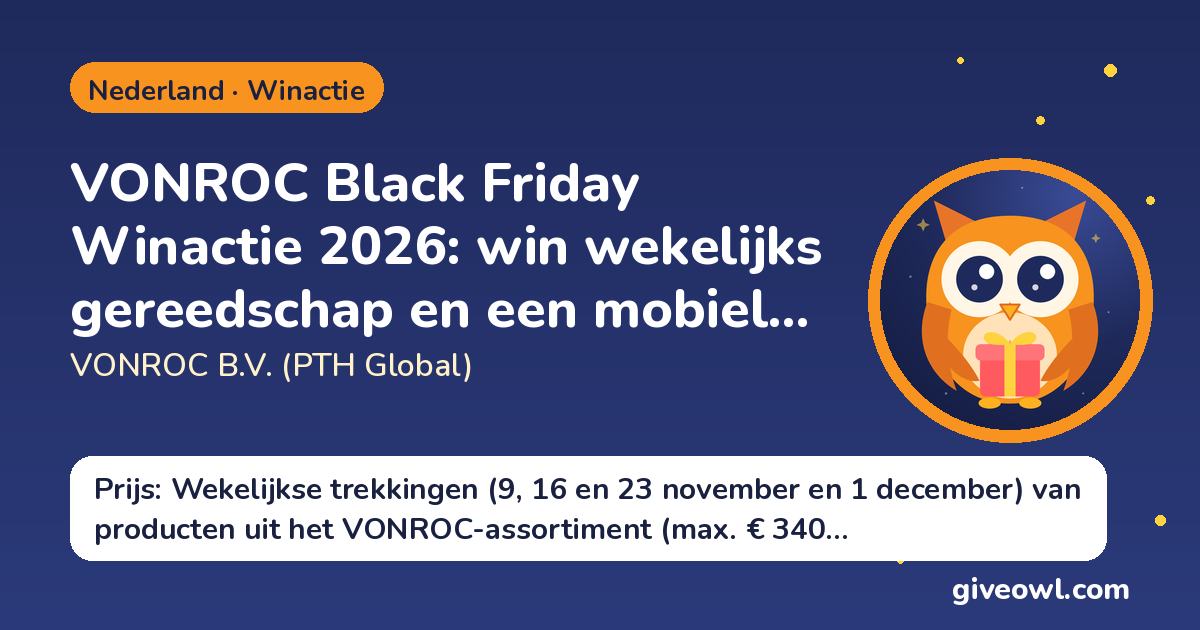 Nederland · Winactie
VONROC Black Friday
Winactie 2026: win wekelijks
gereedschap en een mobiel...
VONROC B.V. (PTH Global)
Prijs: Wekelijkse trekkingen (9, 16 en 23 november en 1 december) van
producten uit het VONROC-assortiment (max. € 340...
giveowl.com